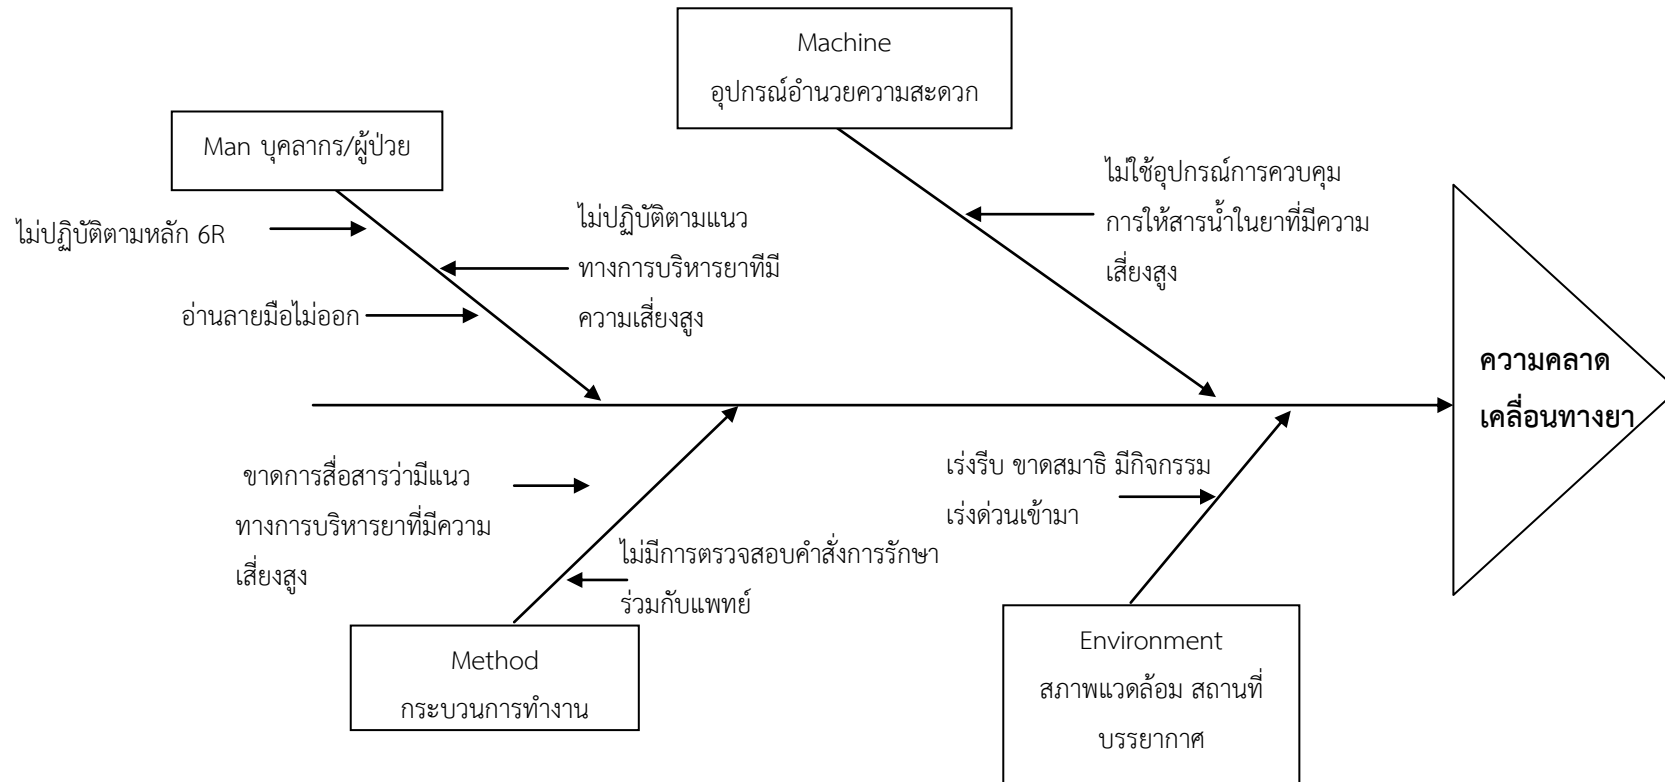 Machine
อุปกรณ์อำนวยความสะดวก
Man บุคลากร/ผู้ป่วย
ไม่ปฏิบัติตามหลัก 6R
ไม่ปฏิบัติตามแนว
ทางการบริหารยาทีมี
ความเสี่ยงสูง
อ่านลายมือไม่ออก
ไม่ใช้อุปกรณ์การควบคุม
การให้สารน้ำในยาที่มีความ
เสี่ยงสูง
ความคลาด
เคลื่อนทางยา
ขาดการสื่อสารว่ามีแนว
ทางการบริหารยาที่มีความ
เสี่ยงสูง
ไม่มีการตรวจสอบคำสั่งการรักษา
ร่วมกับแพทย์
เร่งรีบ ขาดสมาธิ มีกิจกรรม
เร่งด่วนเข้ามา
Method
กระบวนการทำงาน
Environment
สภาพแวดล้อม สถานที่
บรรยากาศ